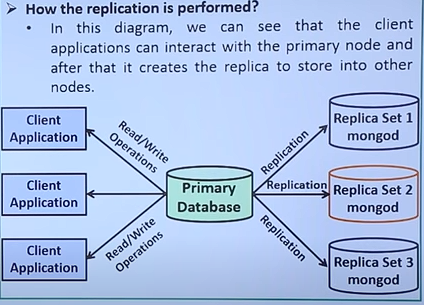 How the replication is performed?
In this diagram, we can see that the client
applications can interact with the primary node and
after that it creates the replica to store into other
nodes.
Client
Application
Read/Write
Operations
Replication
Replica Set 1
mongod
Client
Application
Primary
Database
Replication
Replica Set 2
mongod
Client
Application
Read/Write
Operations
Replication
Replica Set 3
mongod